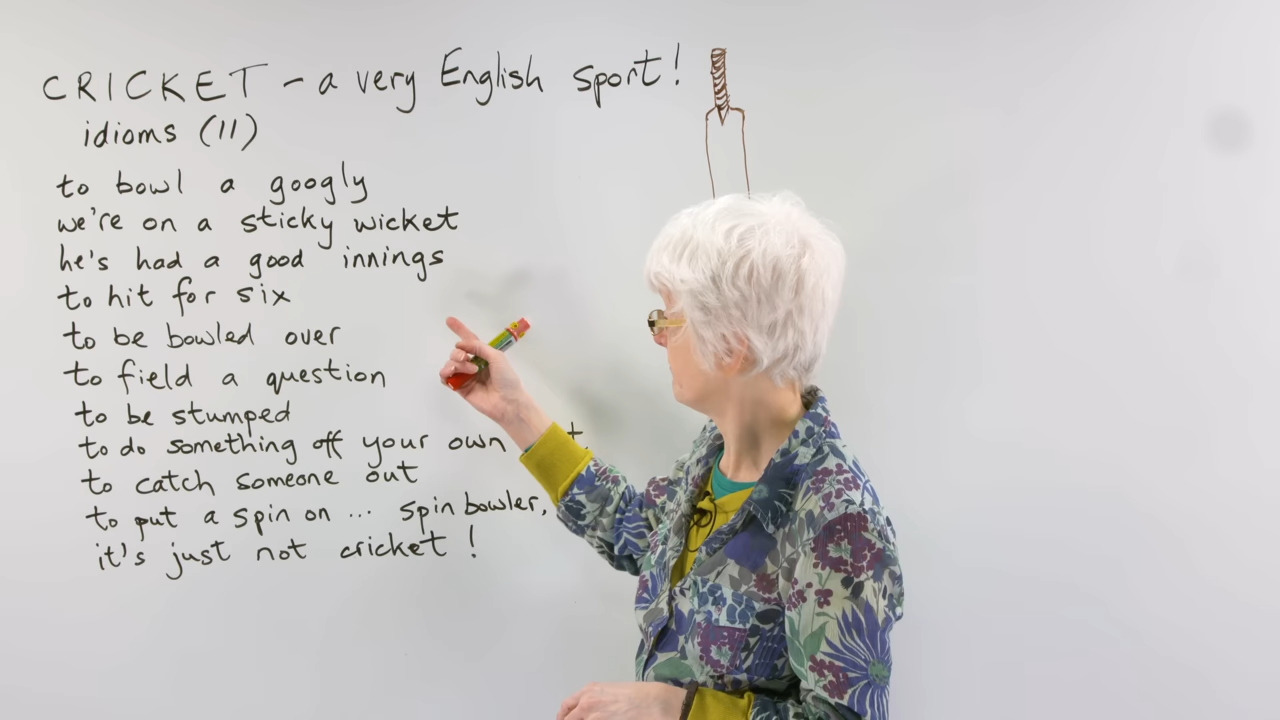 CRICKET - a very English sport!
idioms (11)
to bowl a googly
we're on a sticky wicket
he's had a good innings
to hit for six
to be bowled over
to field a question
to be stumped
to do something off your own
to catch someone out
to put a spin on ... spin bowler,
it's just not cricket!